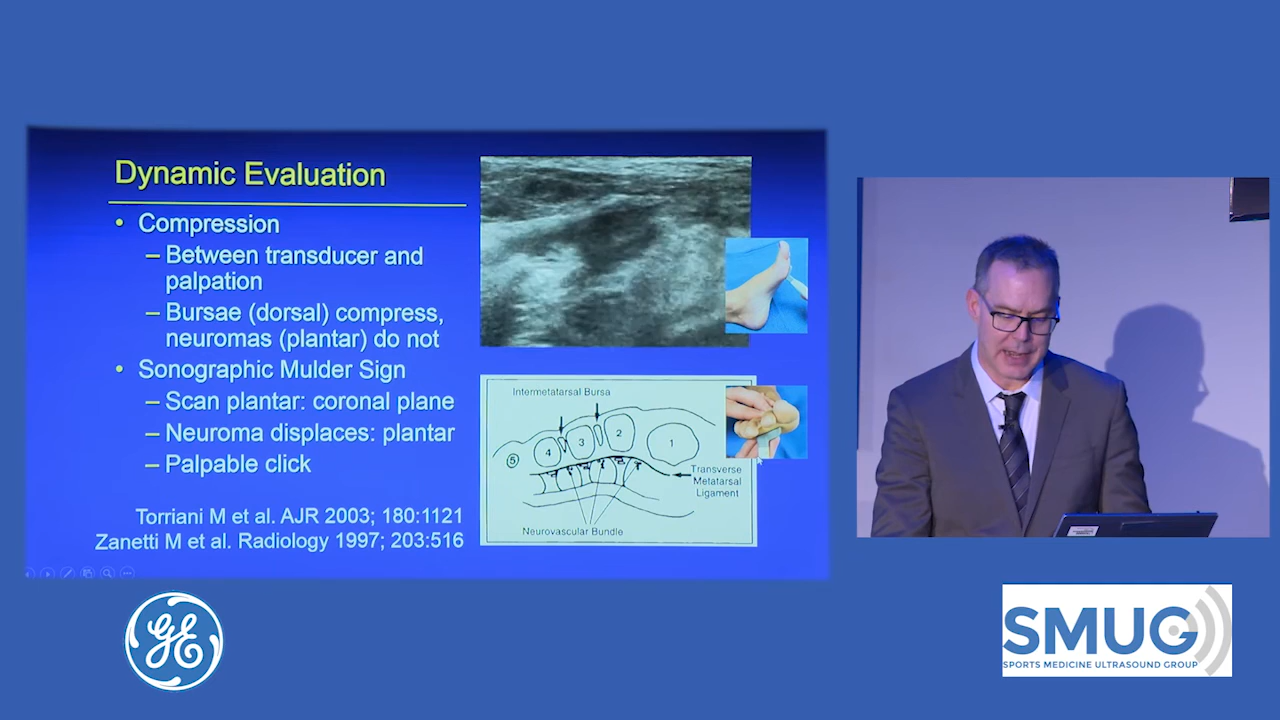 Dynamic Evaluation
• Compression
– Between transducer and
palpation
– Bursae (dorsal) compress,
neuromas (plantar) do not
• Sonographic Mulder Sign
– Scan plantar: coronal plane
– Neuroma displaces: plantar
– Palpable click
Torriani M et al. AJR 2003; 180:1121
Zanetti M et al. Radiology 1997; 203:516
Intermetatarsal Bursa
5
4
3
2
1
Transverse
Metatarsal
Ligament
Neurovascular Bundle
GE
SMUG
SPORTS MEDICINE ULTRASOUND GROUP